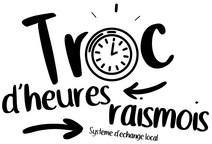 Troc
d'heures
raismois
Système d'échange local